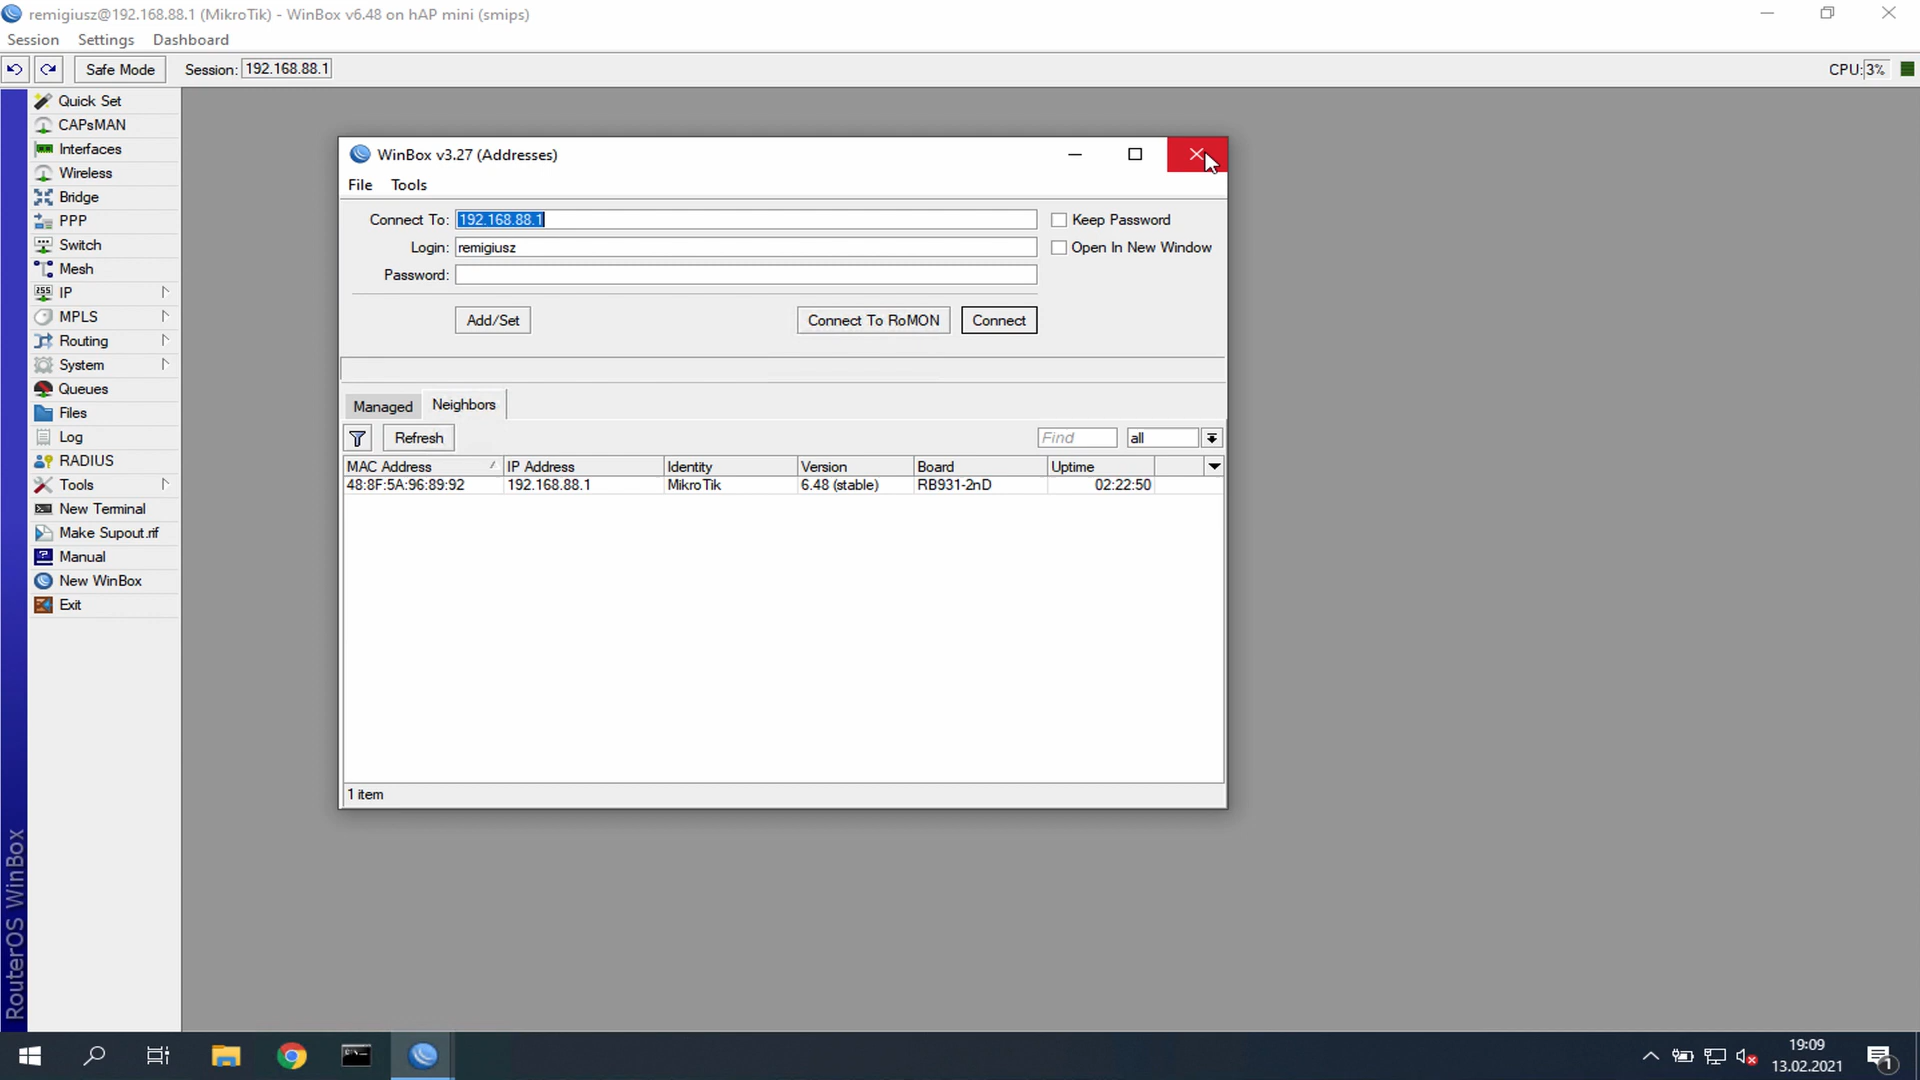 remigiusz@192.168.88.1 (MikroTik) - WinBox v6.48 on hAP mini (smips)
Session Settings Dashboard
Safe Mode Session: 192.168.88.1 CPU: 3%
Quick Set
CAPsMAN
Interfaces
Wireless
Bridge
PPP
Switch
Mesh
255 IP
MPLS
Routing
System
Queues
Files
Log
RADIUS
Tools
New Terminal
Make Supout.rif
Manual
New WinBox
Exit
RouterOS WinBox
WinBox v3.27 (Addresses)
File Tools
Connect To: 192.168.88.1 Keep Password
Login: remigiusz Open In New Window
Password:
Add/Set Connect To RoMON Connect
Managed Neighbors
Refresh Find all
MAC Address IP Address Identity Version Board Uptime
48:8F:5A:96:89:92 192.168.88.1 MikroTik 6.48 (stable) RB931-2nD 02:22:50
1 item
19:09
13.02.2021
1